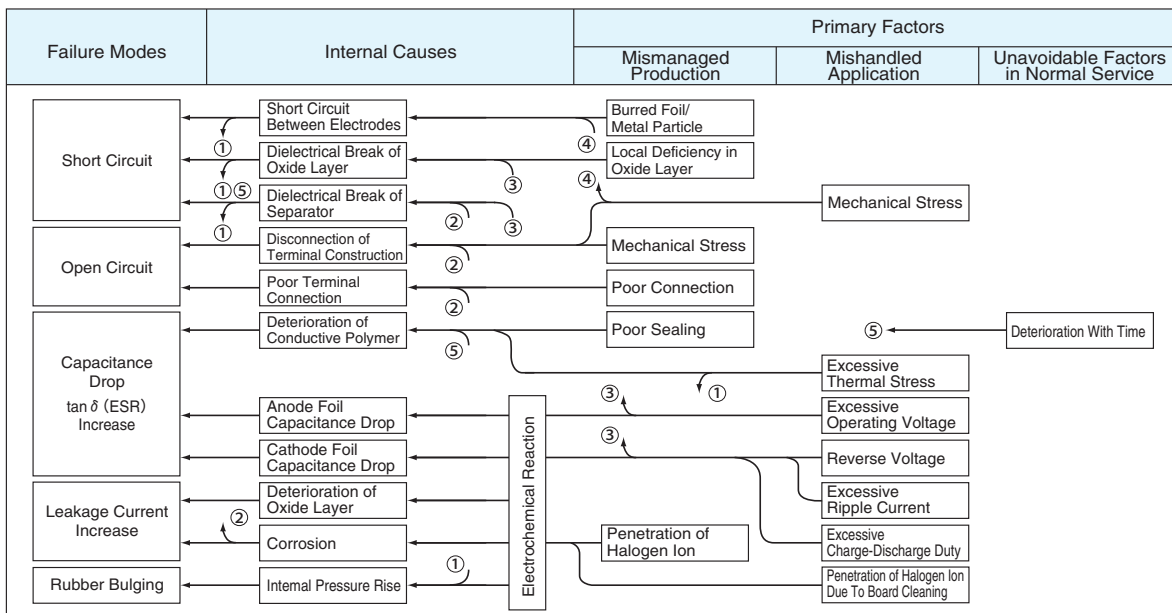 Failure Modes
Internal Causes
Primary Factors
Mismanaged
Production
Mishandled
Application
Unavoidable Factors
in Normal Service
Short Circuit
Short Circuit
Between Electrodes
①
④
Burred Foil/
Metal Particle
Dielectrical Break of
Oxide Layer
①⑤
③
Local Deficiency in
Oxide Layer
Dielectrical Break of
Separator
①
②
③
④
Mechanical Stress
Open Circuit
Disconnection of
Terminal Construction
②
Mechanical Stress
Poor Terminal
Connection
②
Poor Connection
Capacitance
Drop
tan δ (ESR)
Increase
Deterioration of
Conductive Polymer
⑤
Poor Sealing
⑤
Deterioration With Time
①
Excessive
Thermal Stress
Anode Foil
Capacitance Drop
Electrochemical Reaction
③
Excessive
Operating Voltage
Cathode Foil
Capacitance Drop
③
Reverse Voltage
Leakage Current
Increase
Deterioration of
Oxide Layer
Excessive
Ripple Current
②
Corrosion
Penetration of
Halogen Ion
Excessive
Charge-Discharge Duty
Rubber Bulging
Internal Pressure Rise
①
Penetration of Halogen Ion
Due To Board Cleaning